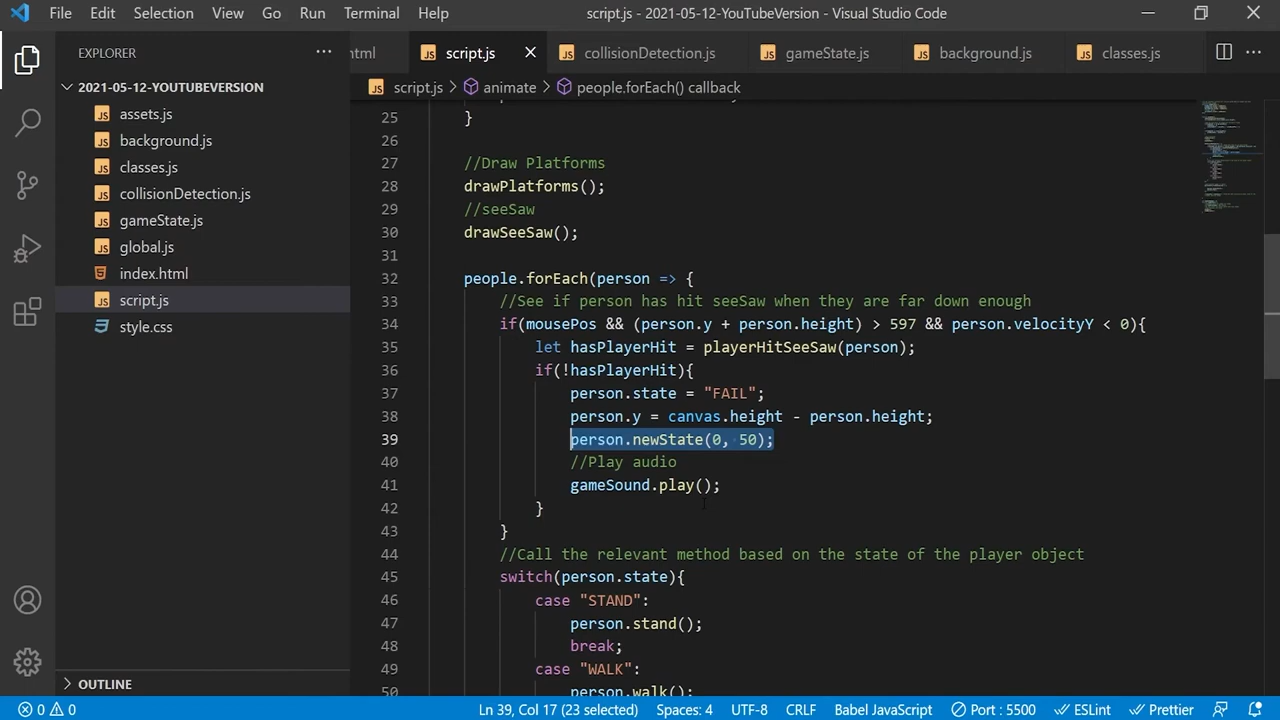 File Edit Selection View Go Run Terminal Help script.js - 2021-05-12-YouTubeVersion - Visual Studio Code
EXPLORER
2021-05-12-YOUTUBEVERSION
assets.js
background.js
classes.js
collisionDetection.js
gameState.js
global.js
index.html
script.js
style.css
OUTLINE
html script.js collisionDetection.js gameState.js background.js classes.js
script.js > animate > people.forEach() callback
25 }
26
27 //Draw Platforms
28 drawPlatforms();
29 //seeSaw
30 drawSeeSaw();
31
32 people.forEach(person => {
33 //See if person has hit seeSaw when they are far down enough
34 if(mousePos && (person.y + person.height) > 597 && person.velocityY < 0){
35 let hasPlayerHit = playerHitSeeSaw(person);
36 if(!hasPlayerHit){
37 person.state = "FAIL";
38 person.y = canvas.height - person.height;
39 person.newState(0, 50);
40 //Play audio
41 gameSound.play();
42 }
43 }
44 //Call the relevant method based on the state of the player object
45 switch(person.state){
46 case "STAND":
47 person.stand();
48 break;
49 case "WALK":
50 person.walk();
0 0 Ln 39, Col 17 (23 selected) Spaces: 4 UTF-8 CRLF Babel JavaScript Port : 5500 ESLint Prettier